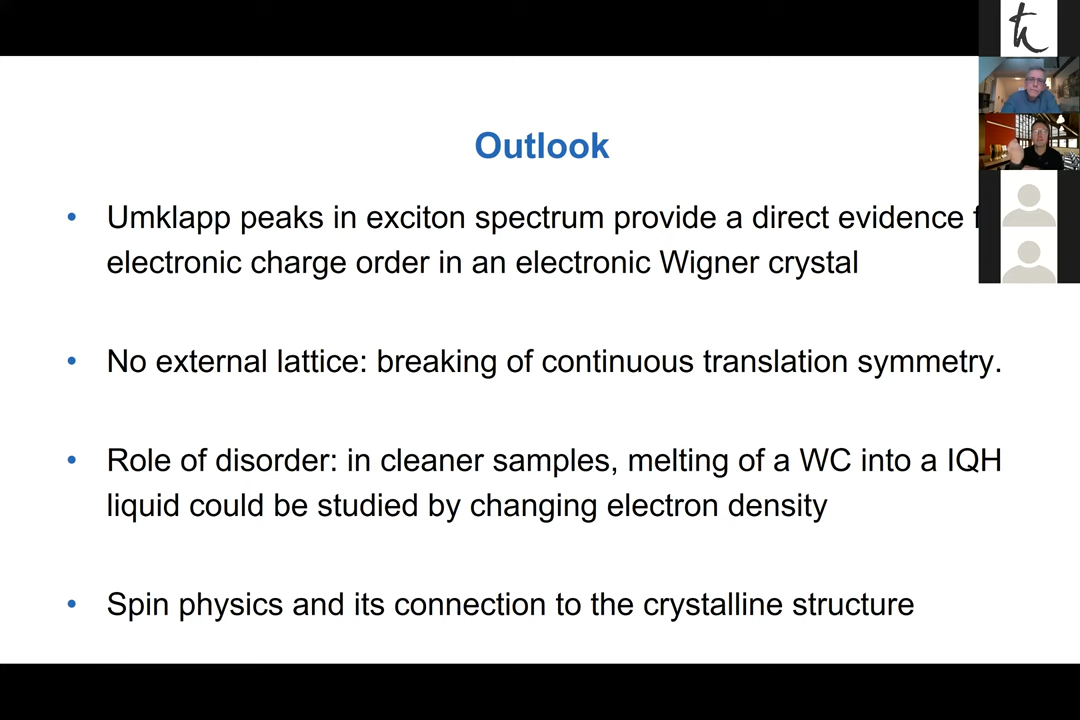 Outlook
• Umklapp peaks in exciton spectrum provide a direct evidence
electronic charge order in an electronic Wigner crystal
• No external lattice: breaking of continuous translation symmetry.
• Role of disorder: in cleaner samples, melting of a WC into a IQH
liquid could be studied by changing electron density
• Spin physics and its connection to the crystalline structure